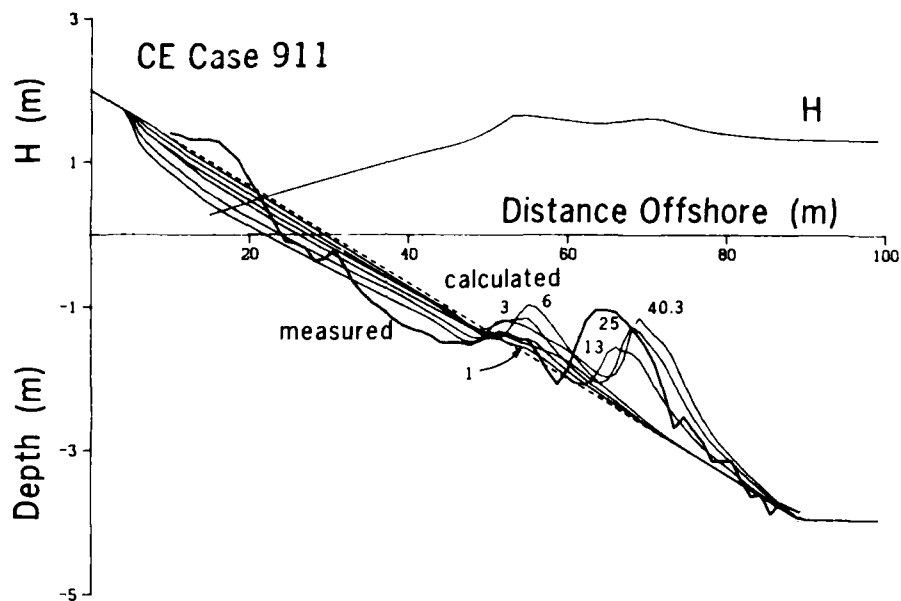 3
CE Case 911
H (m)
H
1
Distance Offshore (m)
20
40
60
80
100
calculated
-1
3
6
40.3
measured
25
13
1
Depth (m)
-3
-5